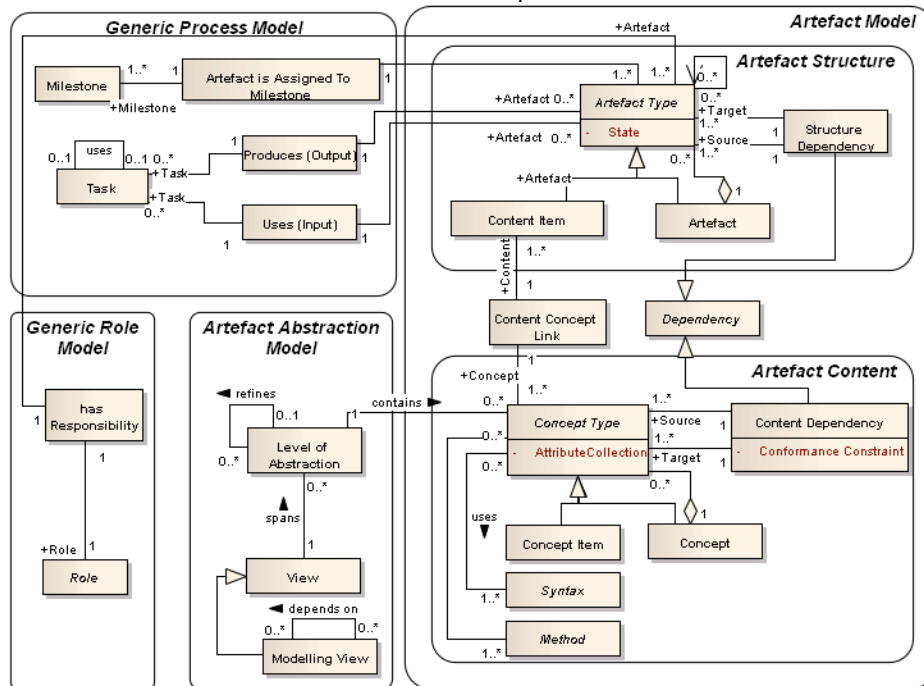 Generic Process Model
Milestone
1..*
1
+Milestone
Artefact is Assigned To
Milestone
1
uses
0..1
0..1
0..*
Task
+Task
1
Produces (Output)
1
+Task
0..*
1
Uses (Input)
1
Artefact Model
+Artefact
Artefact Structure
1..*
1..*
0..*
0..*
+Artefact 0..*
Artefact Type
- State
+Artefact
0..*
+Target
1..*
1
+Source
0..*
1..*
1
Structure
Dependency
+Artefact
1
Content Item
Artefact
+Content
1..*
1
Content Concept
Link
Dependency
1
+Concept
1..*
Generic Role
Model
has
Responsibility
1
1
+Role
1
Role
Artefact Abstraction
Model
refines
0..1
0..*
1
contains
Level of
Abstraction
0..*
spans
1
View
depends on
0..*
0..*
Modelling View
Artefact Content
0..*
Concept Type
- AttributeCollection
0..*
0..*
1..*
+Source
1
1..*
+Target
1
0..*
Content Dependency
- Conformance Constraint
uses
1
Concept Item
Concept
1..*
Syntax
1..*
Method